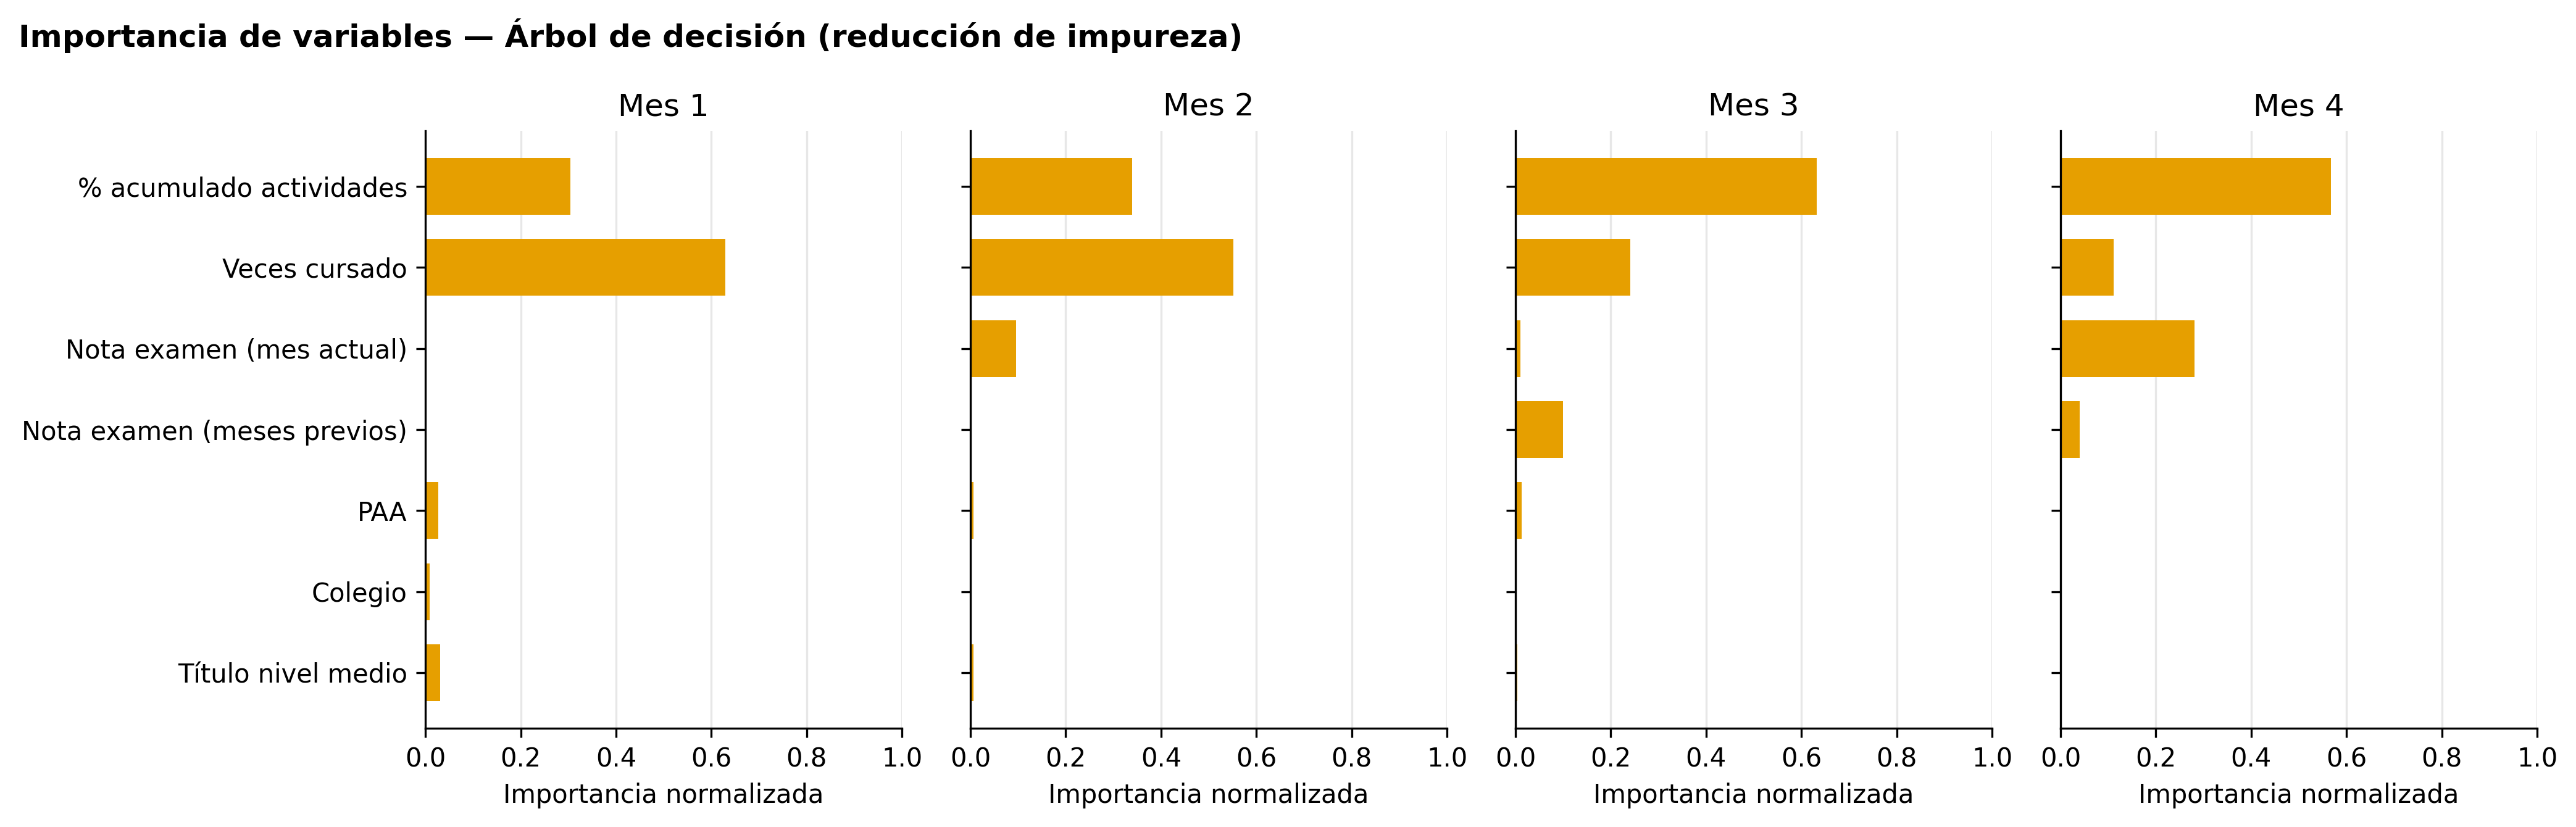 Importancia de variables — Árbol de decisión (reducción de impureza)
Mes 1
Mes 2
Mes 3
Mes 4
% acumulado actividades
Veces cursado
Nota examen (mes actual)
Nota examen (meses previos)
PAA
Colegio
Título nivel medio
0.0 0.2 0.4 0.6 0.8 1.0
0.0 0.2 0.4 0.6 0.8 1.0
0.0 0.2 0.4 0.6 0.8 1.0
0.0 0.2 0.4 0.6 0.8 1.0
Importancia normalizada
Importancia normalizada
Importancia normalizada
Importancia normalizada